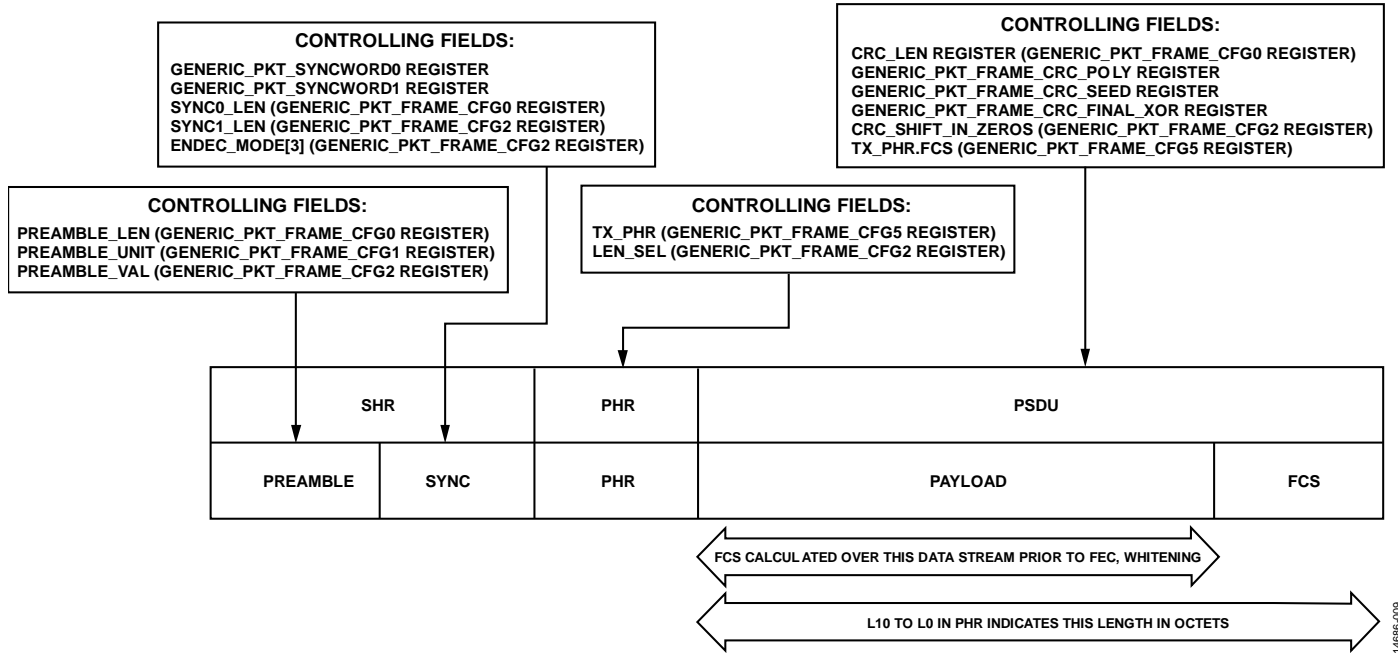 CONTROLLING FIELDS:
GENERIC_PKT_SYNCWORD0 REGISTER
GENERIC_PKT_SYNCWORD1 REGISTER
SYNC0_LEN (GENERIC_PKT_FRAME_CFG0 REGISTER)
SYNC1_LEN (GENERIC_PKT_FRAME_CFG2 REGISTER)
ENDEC_MODE[3] (GENERIC_PKT_FRAME_CFG2 REGISTER)
CONTROLLING FIELDS:
CRC_LEN REGISTER (GENERIC_PKT_FRAME_CFG0 REGISTER)
GENERIC_PKT_FRAME_CRC_POLY REGISTER
GENERIC_PKT_FRAME_CRC_SEED REGISTER
GENERIC_PKT_FRAME_CRC_FINAL_XOR REGISTER
CRC_SHIFT_IN_ZEROS (GENERIC_PKT_FRAME_CFG2 REGISTER)
TX_PHR.FCS (GENERIC_PKT_FRAME_CFG5 REGISTER)
CONTROLLING FIELDS:
PREAMBLE_LEN (GENERIC_PKT_FRAME_CFG0 REGISTER)
PREAMBLE_UNIT (GENERIC_PKT_FRAME_CFG1 REGISTER)
PREAMBLE_VAL (GENERIC_PKT_FRAME_CFG2 REGISTER)
CONTROLLING FIELDS:
TX_PHR (GENERIC_PKT_FRAME_CFG5 REGISTER)
LEN_SEL (GENERIC_PKT_FRAME_CFG2 REGISTER)
SHR
PHR
PSDU
PREAMBLE
SYNC
PHR
PAYLOAD
FCS
FCS CALCULATED OVER THIS DATA STREAM PRIOR TO FEC, WHITENING
L10 TO L0 IN PHR INDICATES THIS LENGTH IN OCTETS
14686-009